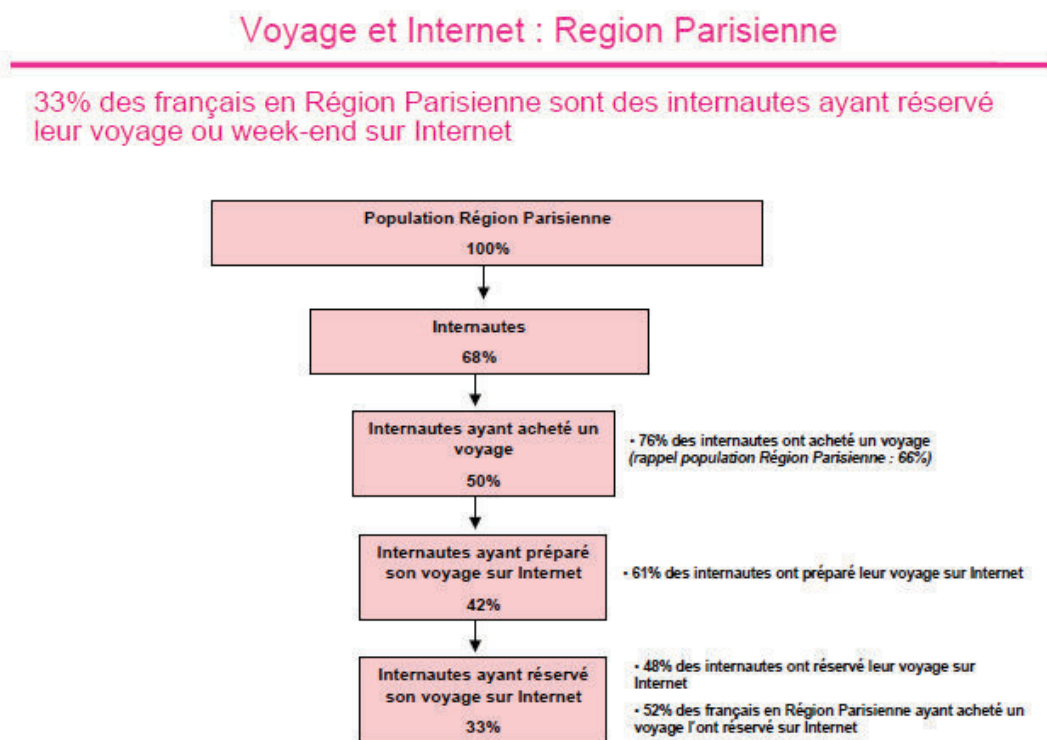 Voyage et Internet : Region Parisienne
33% des français en Région Parisienne sont des internautes ayant réservé
leur voyage ou week-end sur Internet
Population Région Parisienne
100%
Internautes
68%
Internautes ayant acheté un
voyage
50%
• 76% des internautes ont acheté un voyage
(rappel population Région Parisienne : 66%)
Internautes ayant préparé
son voyage sur Internet
42%
• 61% des internautes ont préparé leur voyage sur Internet
Internautes ayant réservé
son voyage sur Internet
33%
• 48% des internautes ont réservé leur voyage sur
Internet
• 52% des français en Région Parisienne ayant acheté un
voyage l'ont réservé sur Internet